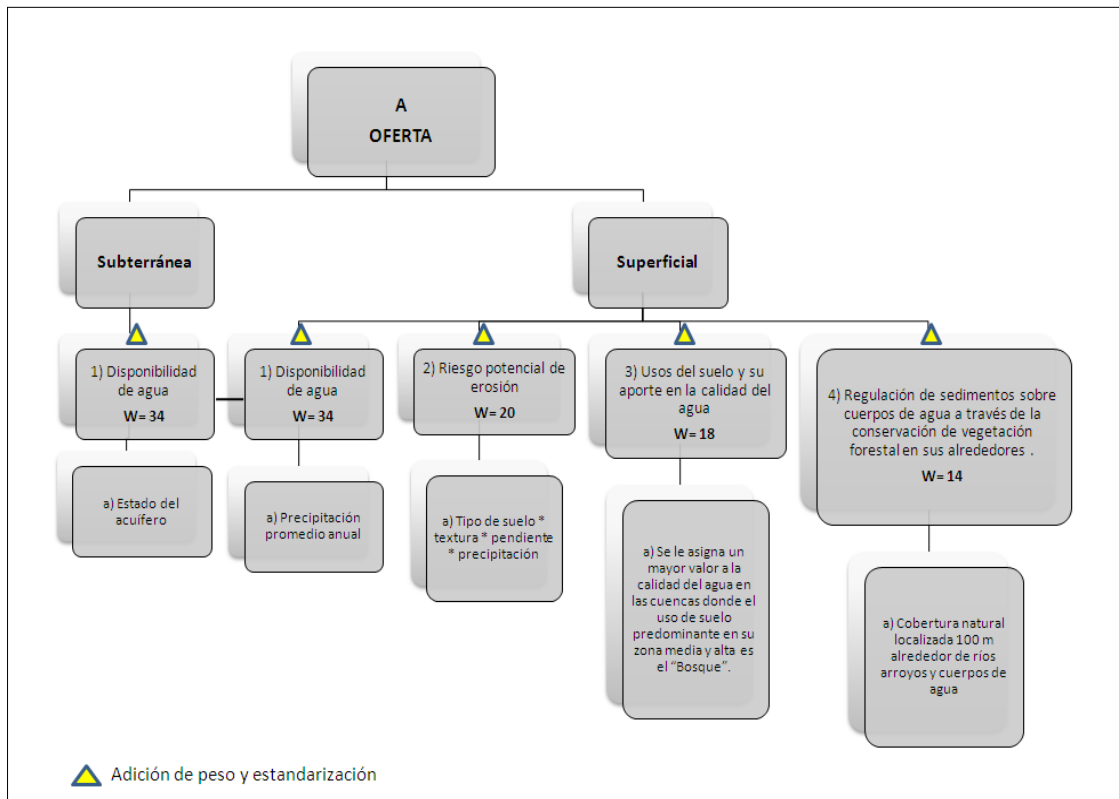 A
OFERTA
Subterránea
Superficial
1) Disponibilidad
de agua
W= 34
1) Disponibilidad
de agua
W= 34
2) Riesgo potencial de
erosión
W= 20
3) Usos del suelo y su
aporte en la calidad del
agua
W= 18
4) Regulación de sedimentos sobre
cuerpos de agua a través de la
conservación de vegetación
forestal en sus alrededores .
W= 14
a) Estado del
acuífero
a) Precipitación
promedio anual
a) Tipo de suelo *
textura * pendiente
* precipitación
a) Se le asigna un
mayor valor a la
calidad del agua en
las cuencas donde el
uso de suelo
predominante en su
zona media y alta es
el “Bosque”.
a) Cobertura natural
localizada 100 m
alrededor de ríos
arroyos y cuerpos de
agua
Adición de peso y estandarización